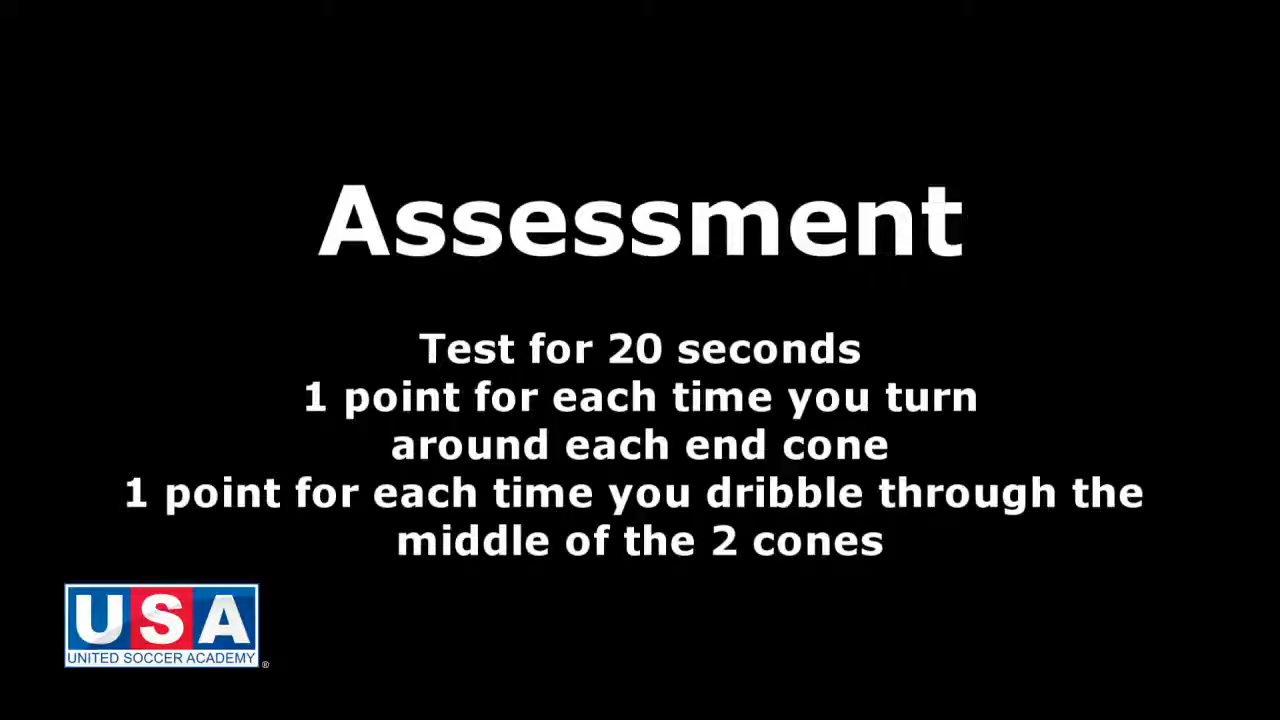 Assessment
Test for 20 seconds
1 point for each time you turn
around each end cone
1 point for each time you dribble through the
middle of the 2 cones
USA
UNITED SOCCER ACADEMY ®